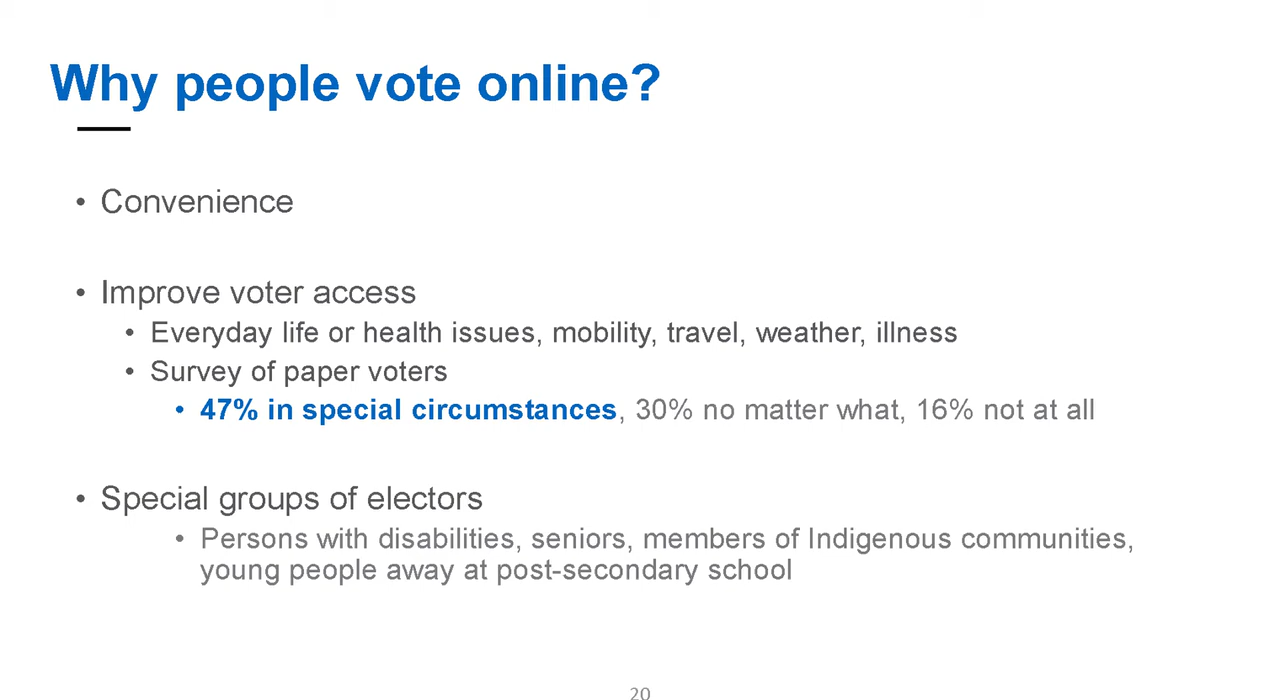 Why people vote online?
• Convenience
• Improve voter access
• Everyday life or health issues, mobility, travel, weather, illness
• Survey of paper voters
• 47% in special circumstances, 30% no matter what, 16% not at all
• Special groups of electors
• Persons with disabilities, seniors, members of Indigenous communities,
young people away at post-secondary school
20